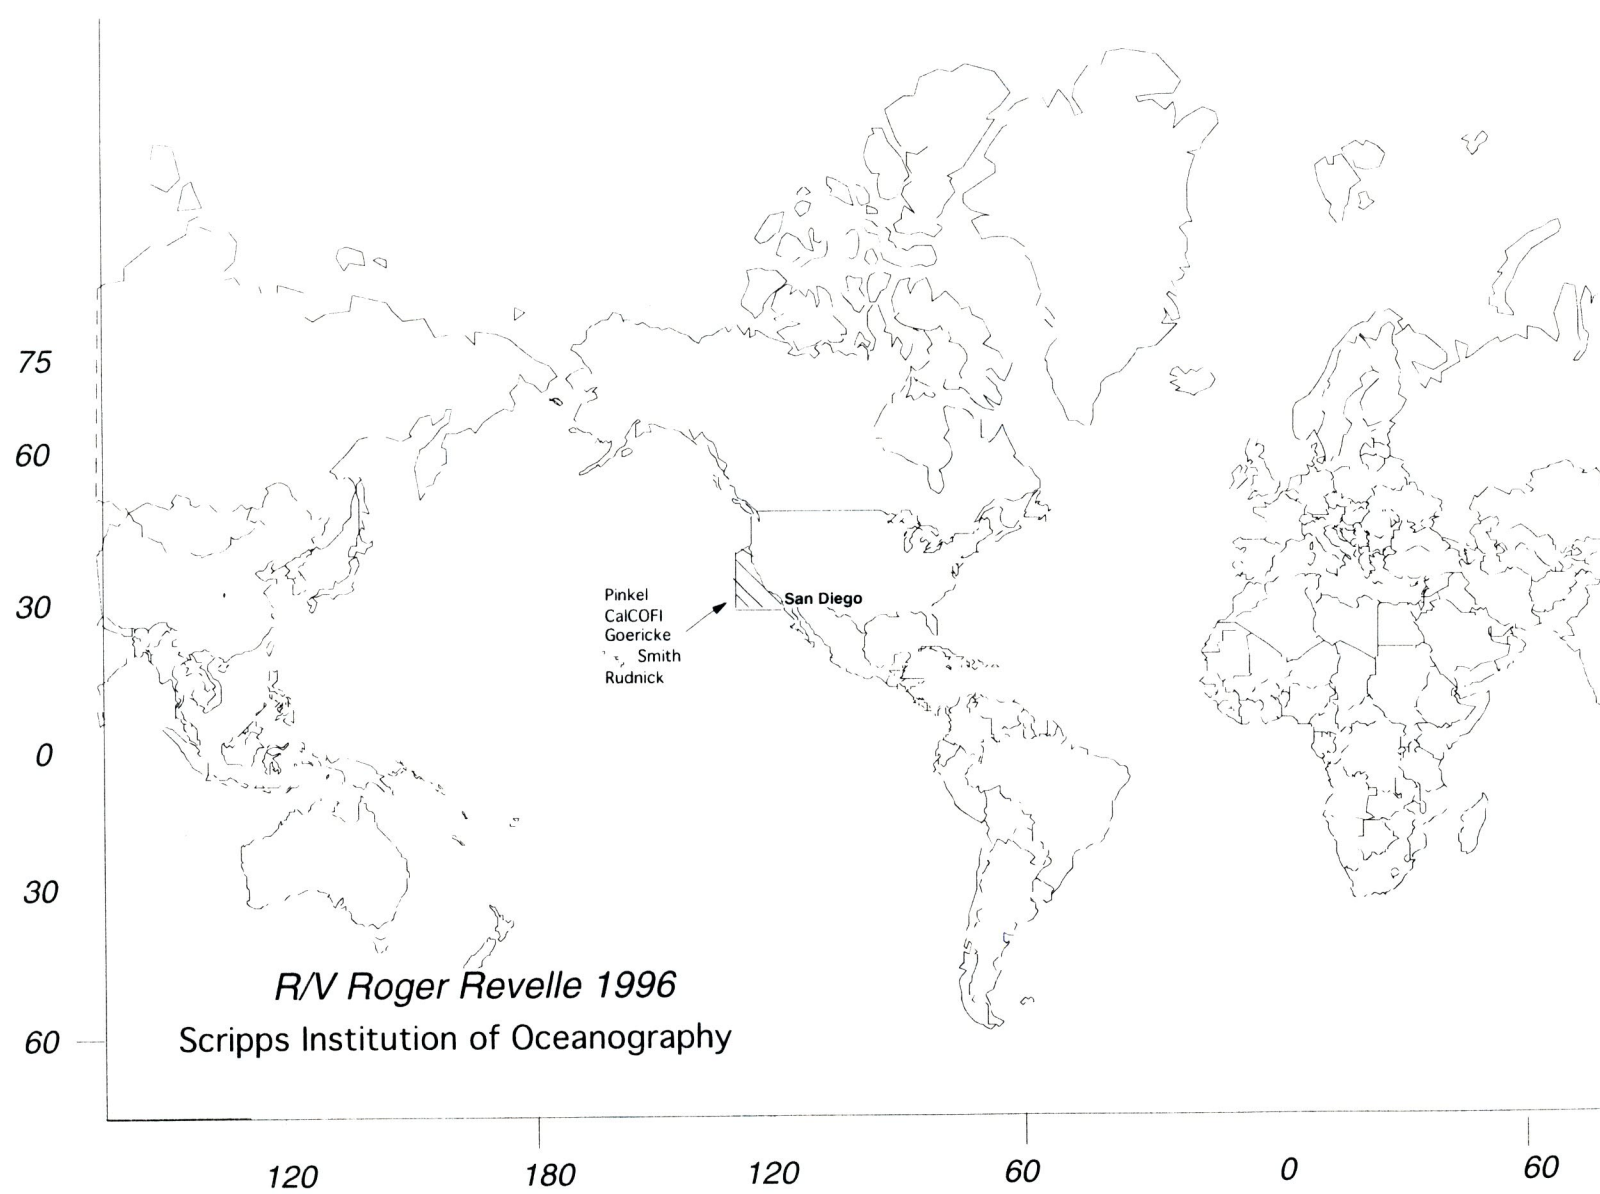 75
60
30
0
30
60
Pinkel
CalCOFI
Goericke
Smith
Rudnick
San Diego
R/V Roger Revelle 1996
Scripps Institution of Oceanography
120
180
120
60
0
60